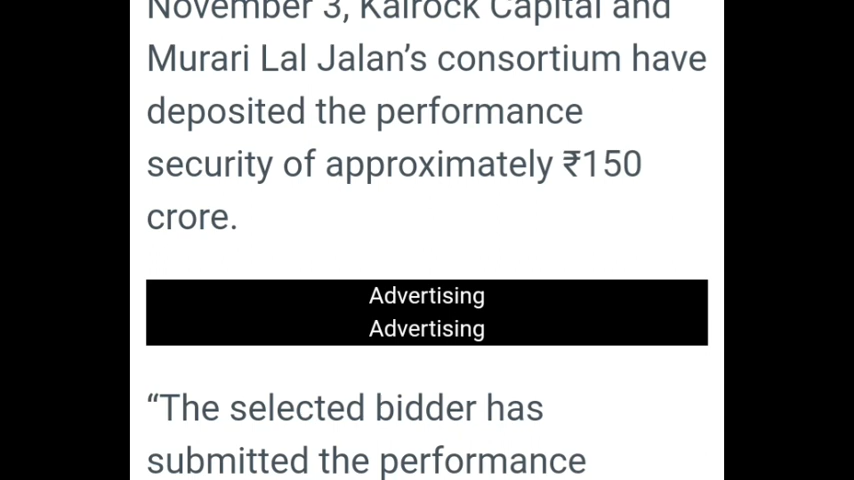 November 3, Kalrock Capital and
Murari Lal Jalan’s consortium have
deposited the performance
security of approximately ₹150
crore.
Advertising
Advertising
“The selected bidder has
submitted the performance